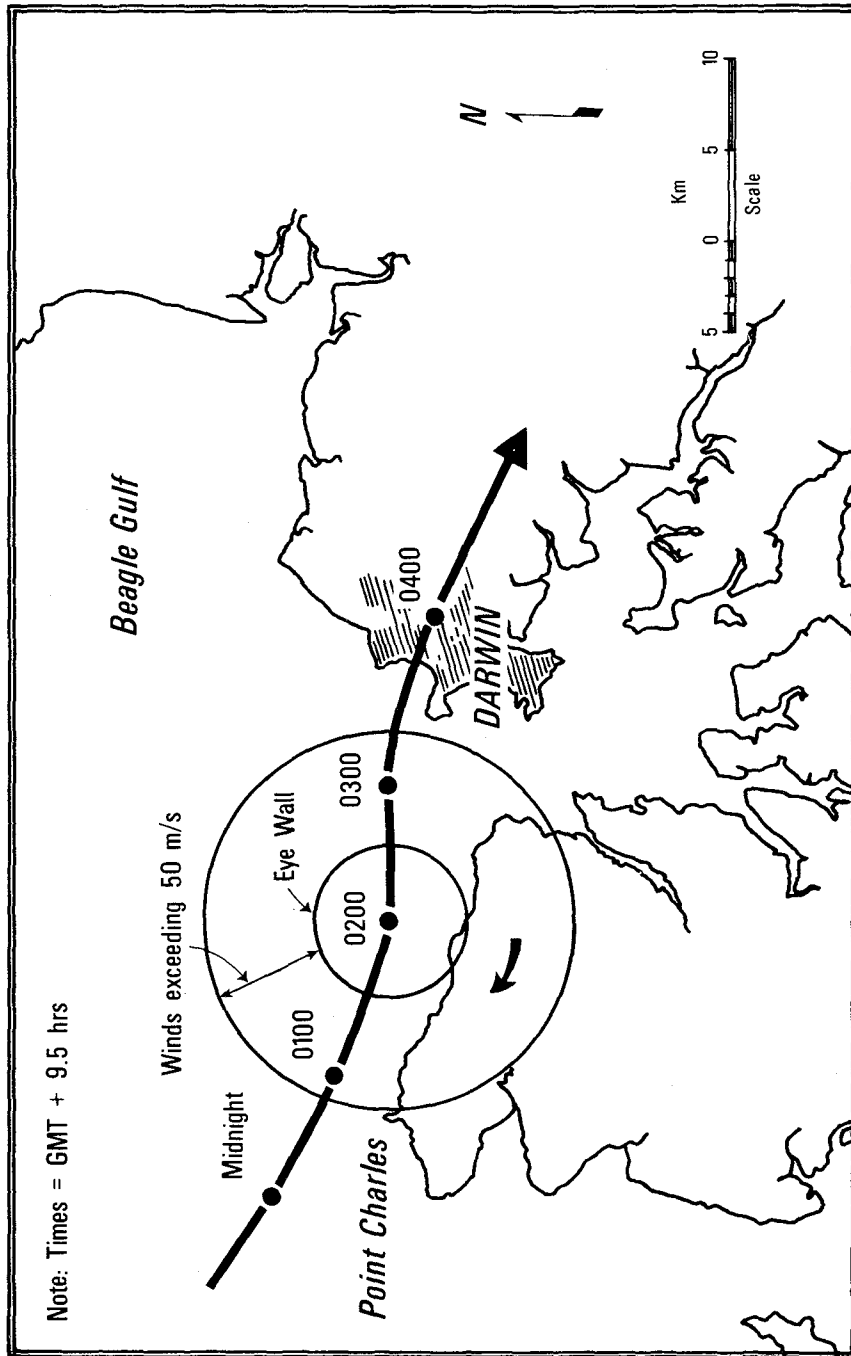 Note: Times = GMT + 9.5 hrs
Winds exceeding 50 m/s
Beagle Gulf
Midnight
0100
Eye Wall
0200
0300
0400
Point Charles
DARWIN
N
Km
5 0 5 10
Scale